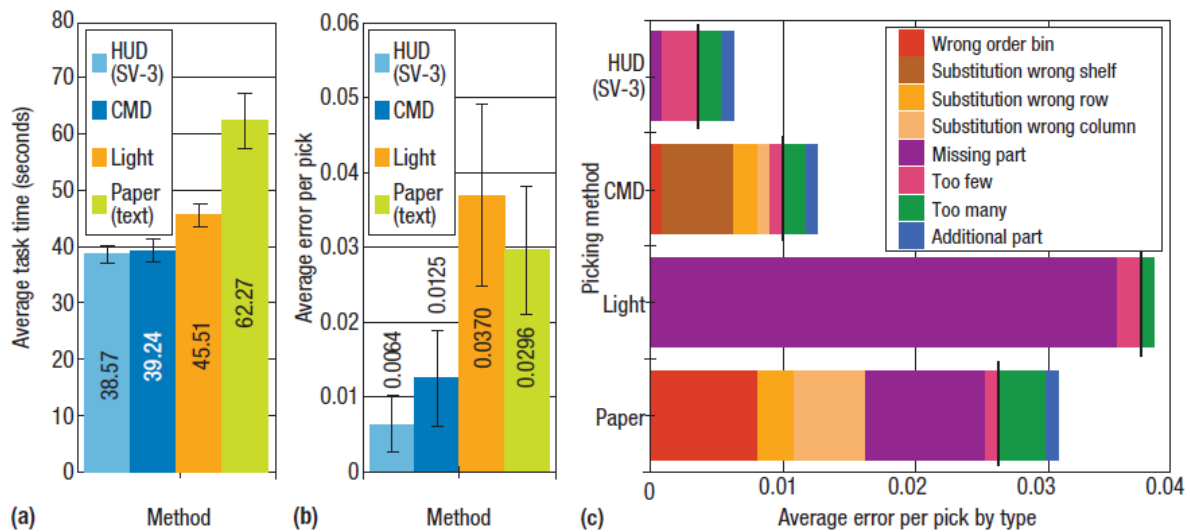 80
70
60
50
40
30
20
10
0
Average task time (seconds)
HUD
(SV-3)
CMD
Light
Paper
(text)
38.57
39.24
45.51
62.27
(a)
Method
0.06
0.05
0.04
0.03
0.02
0.01
0
Average error per pick
HUD
(SV-3)
CMD
Light
Paper
(text)
0.0064
0.0125
0.0370
0.0296
(b)
Method
Picking method
HUD
(SV-3)
CMD
Light
Paper
Wrong order bin
Substitution wrong shelf
Substitution wrong row
Substitution wrong column
Missing part
Too few
Too many
Additional part
0
0.01
0.02
0.03
0.04
(c)
Average error per pick by type